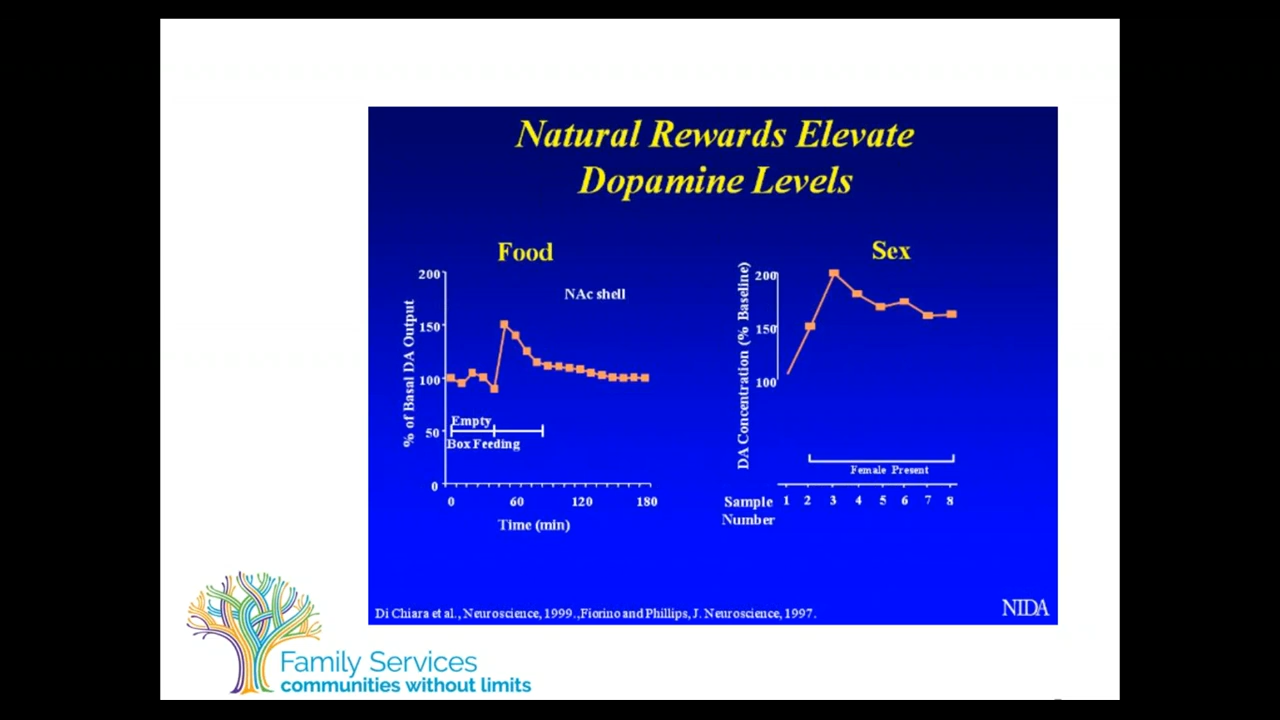 Natural Rewards Elevate
Dopamine Levels
Food
NAc shell
% of Basal DA Output
200
150
100
50
0
Empty
Box Feeding
0 60 120 180
Time (min)
Sex
DA Concentration (% Baseline)
200
150
100
Female Present
Sample
Number
1 2 3 4 5 6 7 8
Di Chiara et al., Neuroscience, 1999.,Fiorino and Phillips, J. Neuroscience, 1997.
NIDA
Family Services
communities without limits